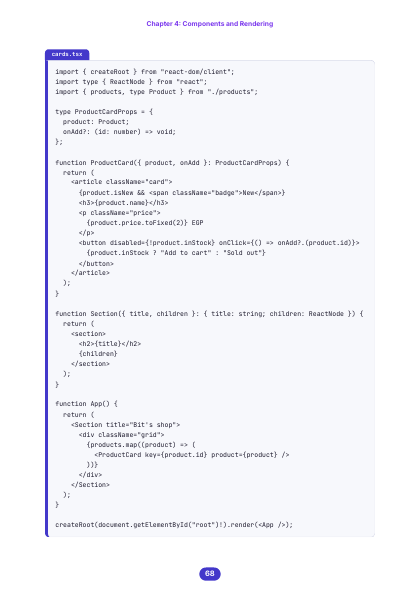 Chapter 4: Components and Rendering
cards.tsx
import { createRoot } from "react-dom/client";
import type { ReactNode } from "react";
import { products, type Product } from "./products";

type ProductCardProps = {
  product: Product;
  onAdd?: (id: number) => void;
};

function ProductCard({ product, onAdd }: ProductCardProps) {
  return (
    <article className="card">
      {product.isNew && <span className="badge">New</span>}
      <h3>{product.name}</h3>
      <p className="price">
        {product.price.toFixed(2)} EGP
      </p>
      <button disabled={!product.inStock} onClick={() => onAdd?.(product.id)}>
        {product.inStock ? "Add to cart" : "Sold out"}
      </button>
    </article>
  );
}

function Section({ title, children }: { title: string; children: ReactNode }) {
  return (
    <section>
      <h2>{title}</h2>
      {children}
    </section>
  );
}

function App() {
  return (
    <Section title="Bit's shop">
      <div className="grid">
        {products.map((product) => (
          <ProductCard key={product.id} product={product} />
        ))}
      </div>
    </Section>
  );
}

createRoot(document.getElementById("root")!).render(<App />);
68